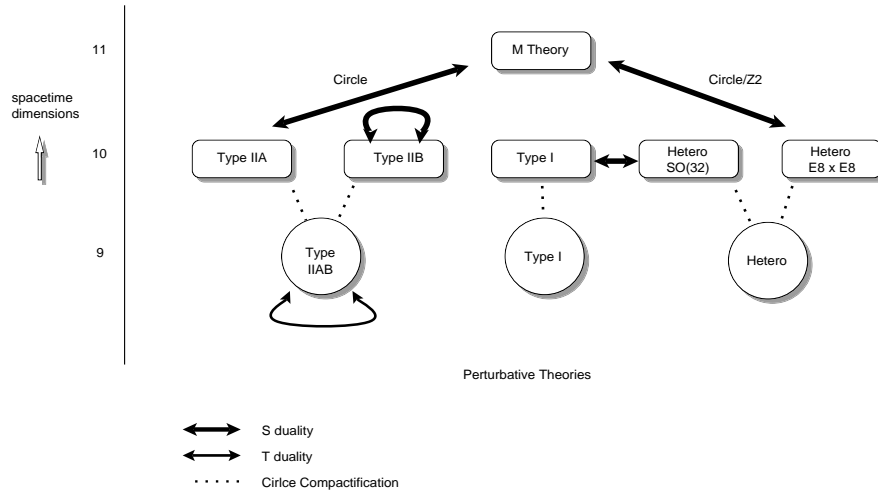 11
M Theory
Circle
Circle/Z2
spacetime
dimensions
10
Type IIA
Type IIB
Type I
Hetero
SO(32)
Hetero
E8 x E8
9
Type
IIAB
Type I
Hetero
Perturbative Theories
S duality
T duality
Cirlce Compactification